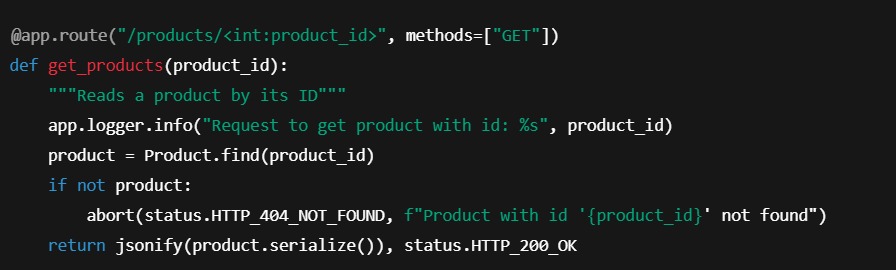 @app.route("/products/<int:product_id>", methods=["GET"])
def get_products(product_id):
    """Reads a product by its ID"""
    app.logger.info("Request to get product with id: %s", product_id)
    product = Product.find(product_id)
    if not product:
        abort(status.HTTP_404_NOT_FOUND, f"Product with id '{product_id}' not found")
    return jsonify(product.serialize()), status.HTTP_200_OK